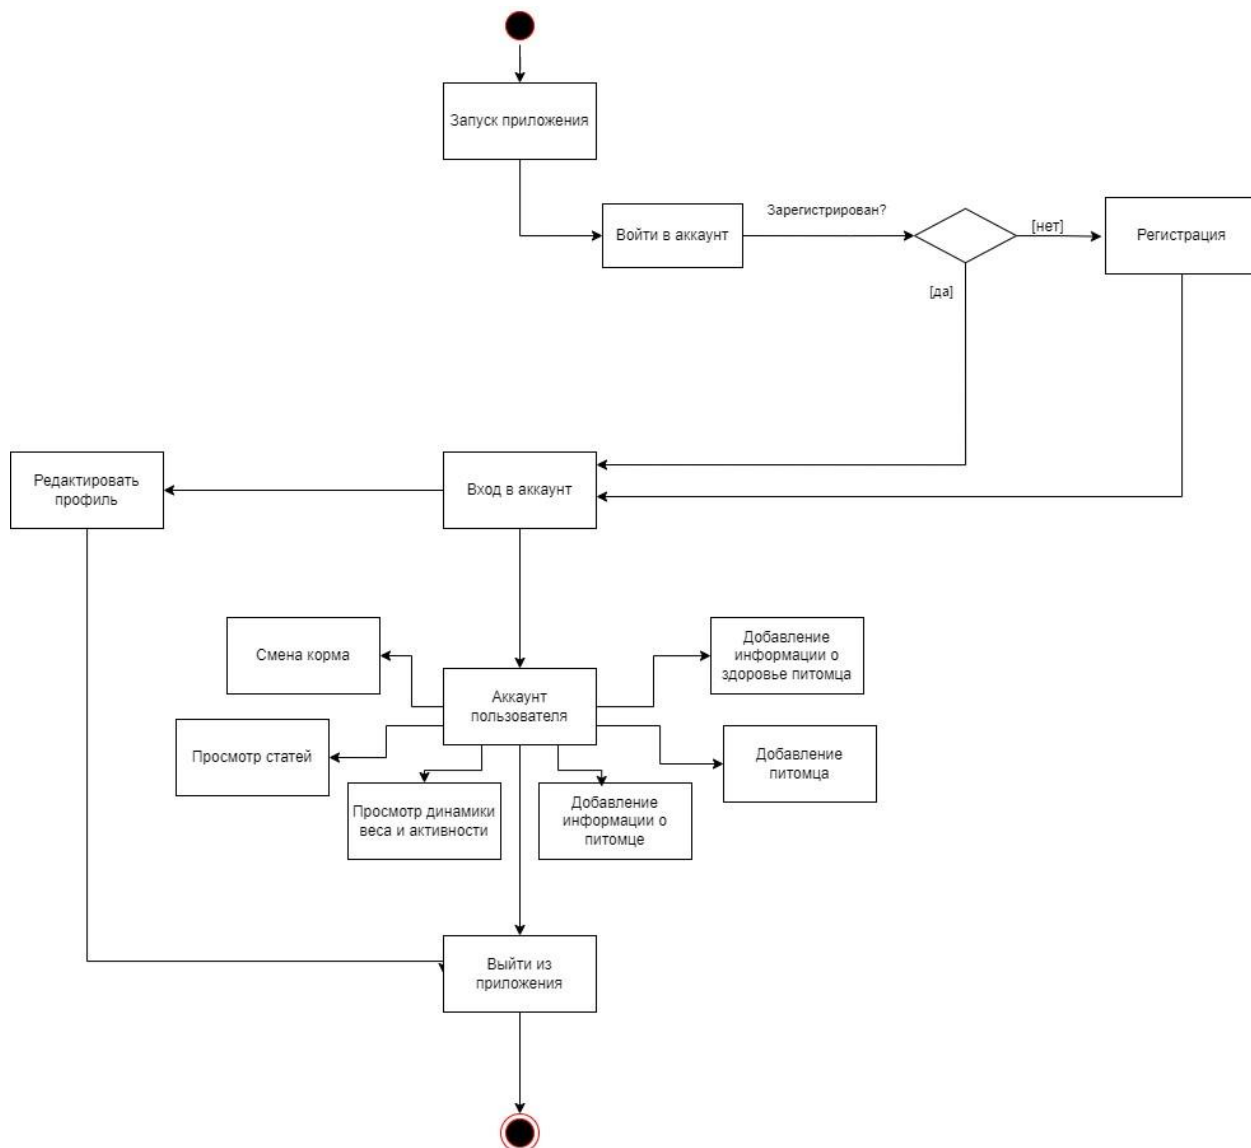 Запуск приложения
Зарегистрирован?
Войти в аккаунт
[нет]
Регистрация
[да]
Редактировать
профиль
Вход в аккаунт
Смена корма
Добавление
информации о
здоровье питомца
Аккаунт
пользователя
Просмотр статей
Добавление
питомца
Просмотр динамики
веса и активности
Добавление
информации о
питомце
Выйти из
приложения